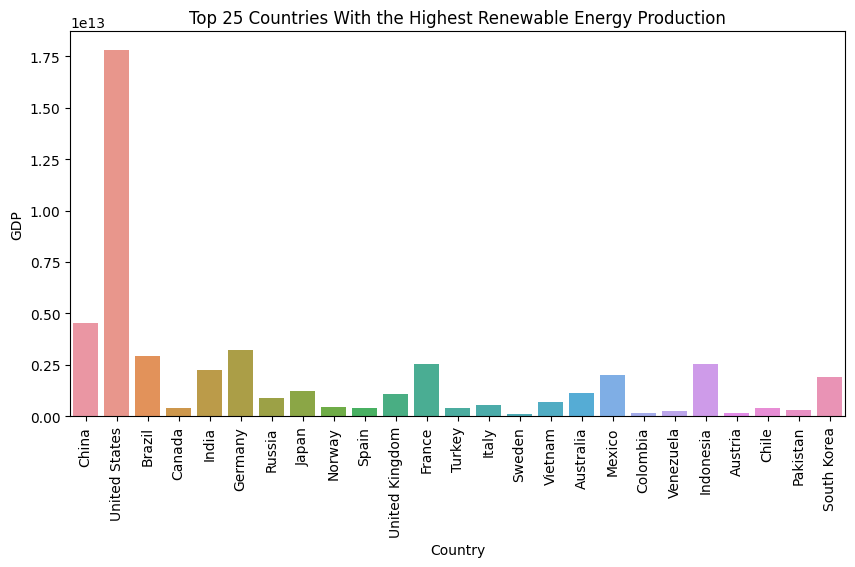 Top 25 Countries With the Highest Renewable Energy Production
1e13
1.75
1.50
1.25
1.00
0.75
0.50
0.25
0.00
GDP
China
United States
Brazil
Canada
India
Germany
Russia
Japan
Norway
Spain
United Kingdom
France
Turkey
Italy
Sweden
Vietnam
Australia
Mexico
Colombia
Venezuela
Indonesia
Austria
Chile
Pakistan
South Korea
Country